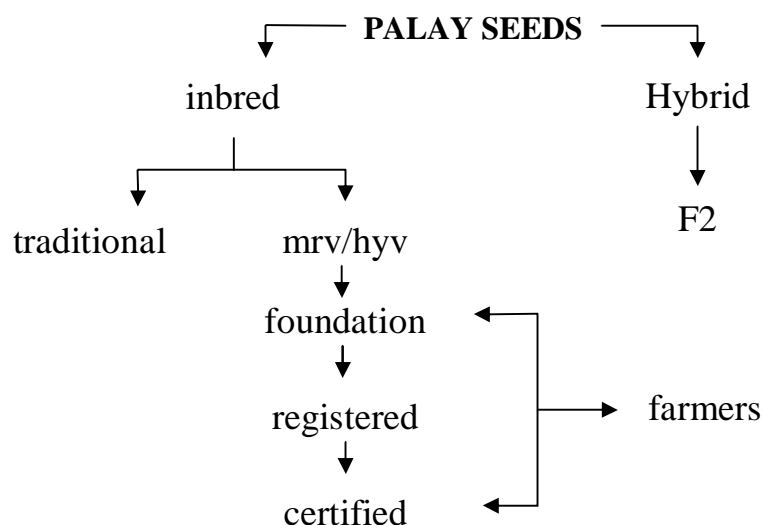 PALAY SEEDS
inbred
Hybrid
traditional
mrv/hyv
F2
foundation
registered
farmers
certified